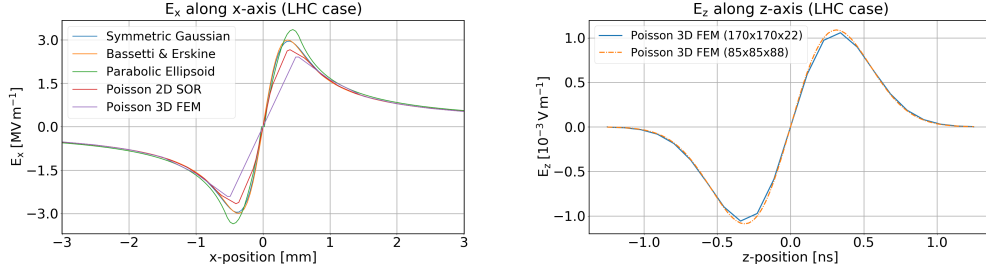 Eₓ along x-axis (LHC case)
Symmetric Gaussian
Bassetti & Erskine
Parabolic Ellipsoid
Poisson 2D SOR
Poisson 3D FEM
3.0
1.5
0.0
−1.5
−3.0
Eₓ [MV m⁻¹]
−3
−2
−1
0
1
2
3
x-position [mm]
E_z along z-axis (LHC case)
Poisson 3D FEM (170x170x22)
Poisson 3D FEM (85x85x88)
1.0
0.5
0.0
−0.5
−1.0
E_z [10⁻³ V m⁻¹]
−1.0
−0.5
0.0
0.5
1.0
z-position [ns]